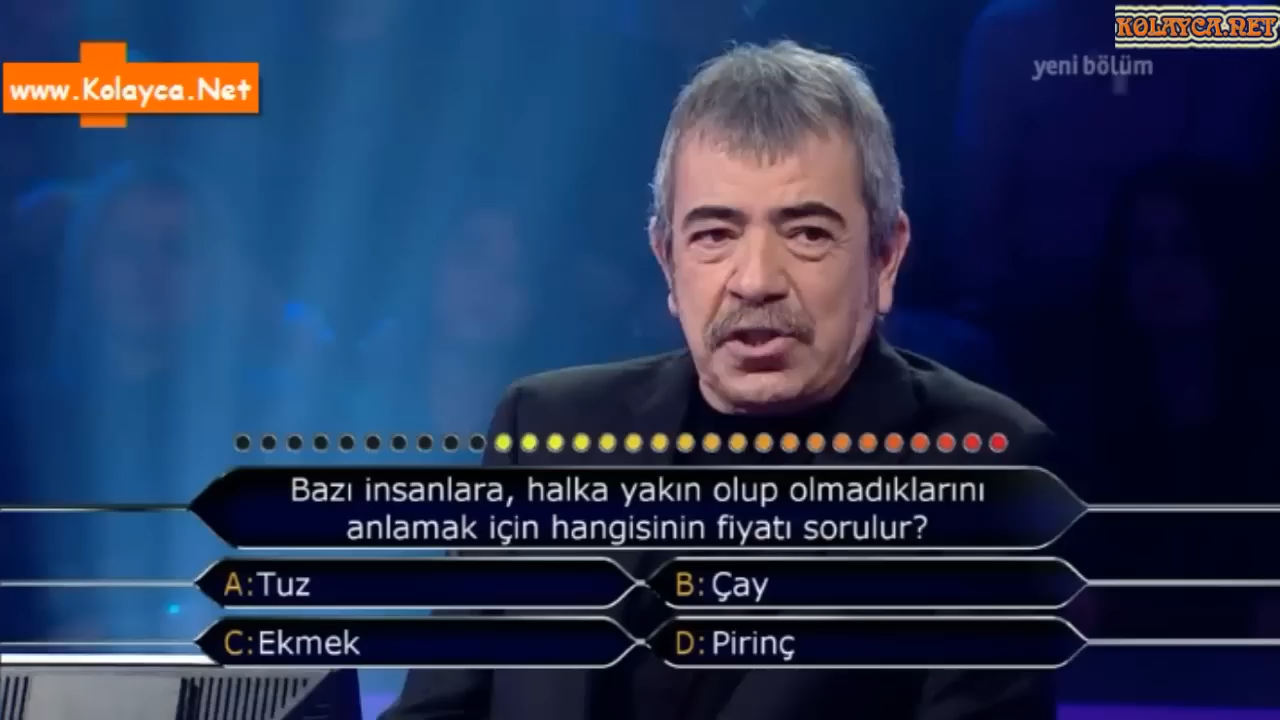 KOLAYCA.NET
yeni bölüm
www.Kolayca.Net
Bazı insanlara, halka yakın olup olmadıklarını
anlamak için hangisinin fiyatı sorulur?
A: Tuz
B: Çay
C: Ekmek
D: Pirinç